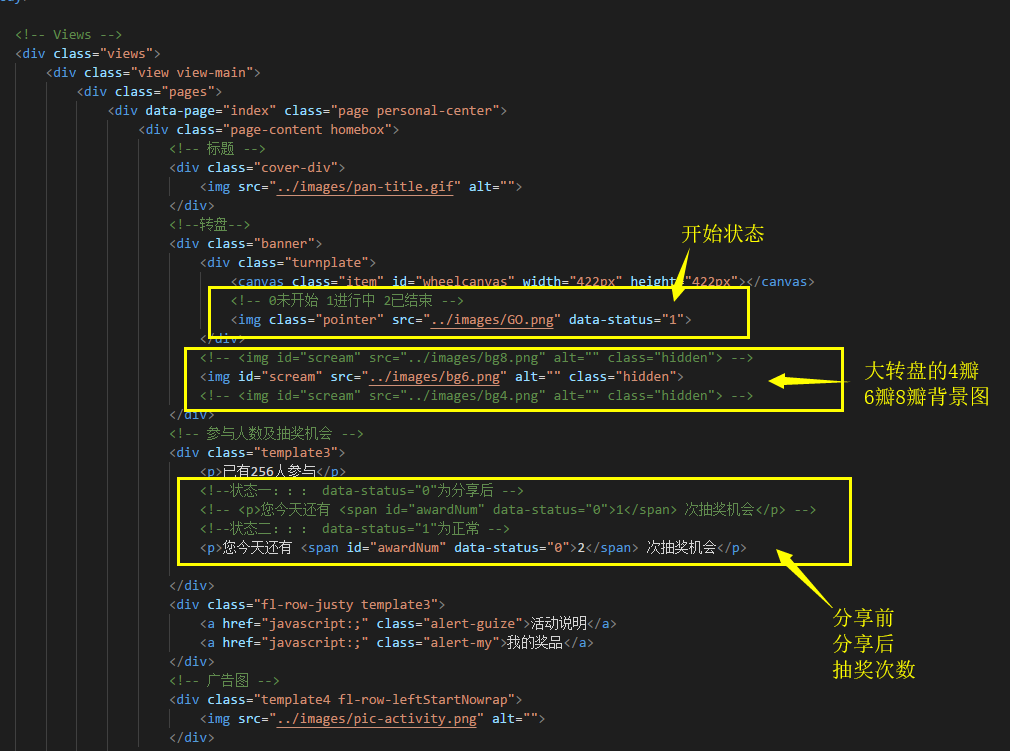 <!-- Views -->
<div class="views">
<div class="view view-main">
<div class="pages">
<div data-page="index" class="page personal-center">
<div class="page-content homebox">
<!-- 标题 -->
<div class="cover-div">
<img src="../images/pan-title.gif" alt="">
</div>
<!--转盘-->
<div class="banner">
开始状态
<div class="turnplate">
<canvas class="item" id="wheelcanvas" width="422px" height="422px"></canvas>
<!-- 0未开始 1进行中 2已结束 -->
<img class="pointer" src="../images/GO.png" data-status="1">
</div>
<!-- <img id="scream" src="../images/bg8.png" alt="" class="hidden"> -->
<img id="scream" src="../images/bg6.png" alt="" class="hidden">
<!-- <img id="scream" src="../images/bg4.png" alt="" class="hidden"> -->
大转盘的4瓣
6瓣8瓣背景图
</div>
<!-- 参与人数及抽奖机会 -->
<div class="template3">
<p>已有256人参与</p>
<!--状态一：：： data-status="0"为分享后 -->
<!-- <p>您今天还有 <span id="awardNum" data-status="0">1</span> 次抽奖机会</p> -->
<!--状态二：：： data-status="1"为正常 -->
<p>您今天还有 <span id="awardNum" data-status="0">2</span> 次抽奖机会</p>
</div>
<div class="fl-row-justy template3">
<a href="javascript:;" class="alert-guize">活动说明</a>
<a href="javascript:;" class="alert-my">我的奖品</a>
</div>
分享前
分享后
抽奖次数
<!-- 广告图 -->
<div class="template4 fl-row-leftStartNowrap">
<img src="../images/pic-activity.png" alt="">
</div>